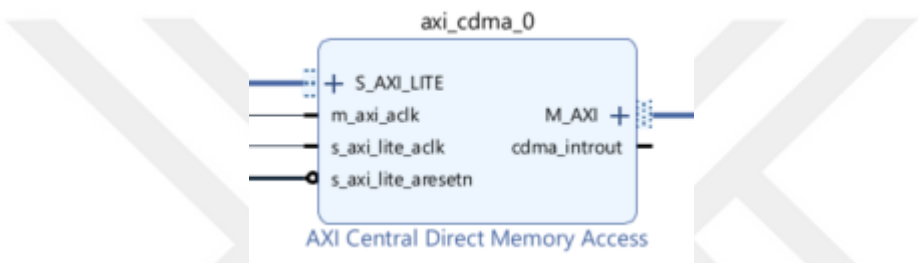 axi_cdma_0
S_AXI_LITE
m_axi_aclk
s_axi_lite_aclk
s_axi_lite_aresetn
M_AXI
cdma_introut
AXI Central Direct Memory Access